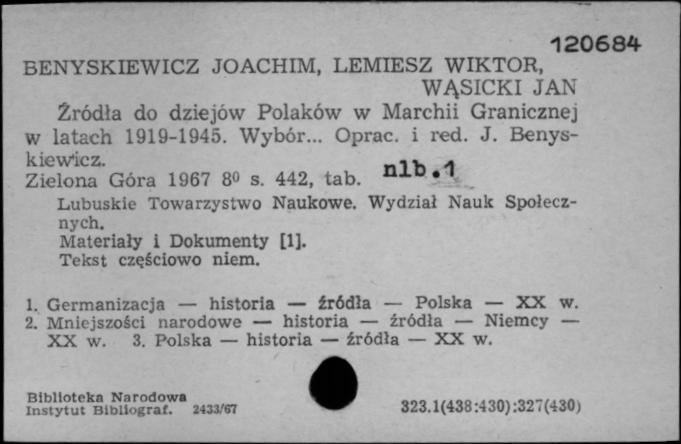 120684
BENYSKIEWICZ JOACHIM, LEMIESZ WIKTOR,
WĄSICKI JAN
Źródła do dziejów Polaków w Marchii Granicznej
w latach 1919-1945. Wybór... Oprac. i red. J. Benys-
kiewicz.
Zielona Góra 1967 8⁰ s. 442, tab. nlb.1
Lubuskie Towarzystwo Naukowe. Wydział Nauk Społecz-
nych.
Materiały i Dokumenty [1].
Tekst częściowo niem.
1. Germanizacja — historia — źródła — Polska — XX w.
2. Mniejszości narodowe — historia — źródła — Niemcy —
XX w. 3. Polska — historia — źródła — XX w.
Biblioteka Narodowa
Instytut Bibliograf. 2433/67
323.1(438:430):327(430)